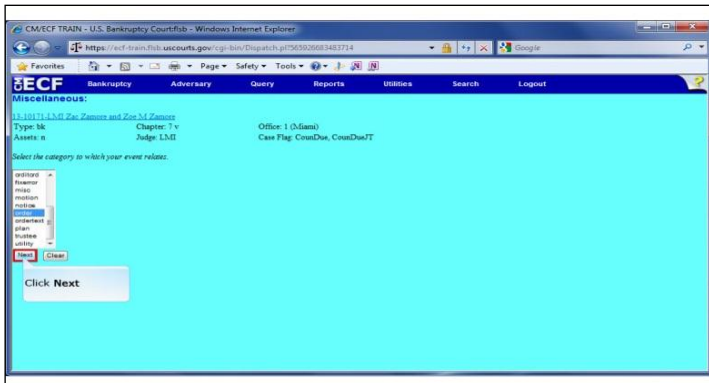 CM/ECF TRAIN - U.S. Bankruptcy Court:flsb - Windows Internet Explorer
https://ecf-train.flsb.uscourts.gov/cgi-bin/Dispatch.pl?565926683483714
Google
Favorites Page Safety Tools
ECF Bankruptcy Adversary Query Reports Utilities Search Logout ?
Miscellaneous:
13-10171-LMI Zac Zamore and Zoe M Zamore
Type: bk Chapter: 7 v Office: 1 (Miami)
Assets: n Judge: LMI Case Flag: CounDue, CounDueJT
Select the category to which your event relates.
misc
motion
notice
order
ordertext
plan
trustee
utility
Next Clear
Click Next